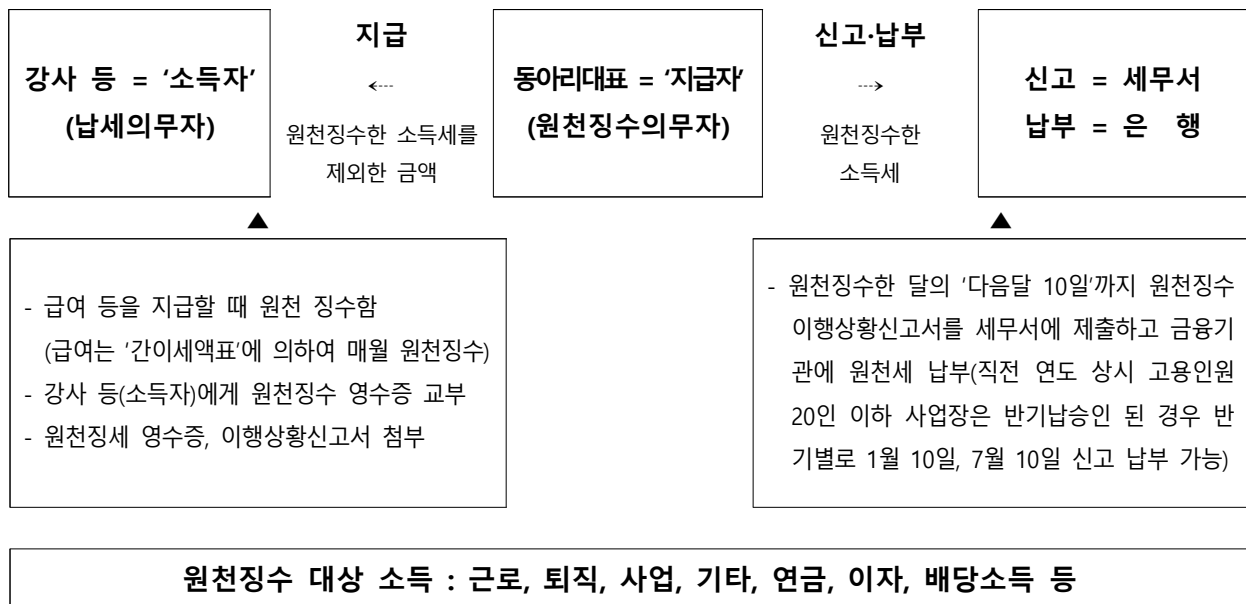 지급
신고·납부
강사 등 = '소득자'
(납세의무자)
<---
원천징수한 소득세를
제외한 금액
동아리대표 = '지급자'
(원천징수의무자)
--->
원천징수한
소득세
신고 = 세무서
납부 = 은 행
▲
▲
- 급여 등을 지급할 때 원천 징수함
(급여는 '간이세액표'에 의하여 매월 원천징수)
- 강사 등(소득자)에게 원천징수 영수증 교부
- 원천징세 영수증, 이행상황신고서 첨부
- 원천징수한 달의 '다음달 10일'까지 원천징수
이행상황신고서를 세무서에 제출하고 금융기
관에 원천세 납부(직전 연도 상시 고용인원
20인 이하 사업장은 반기납승인 된 경우 반
기별로 1월 10일, 7월 10일 신고 납부 가능)
원천징수 대상 소득 : 근로, 퇴직, 사업, 기타, 연금, 이자, 배당소득 등